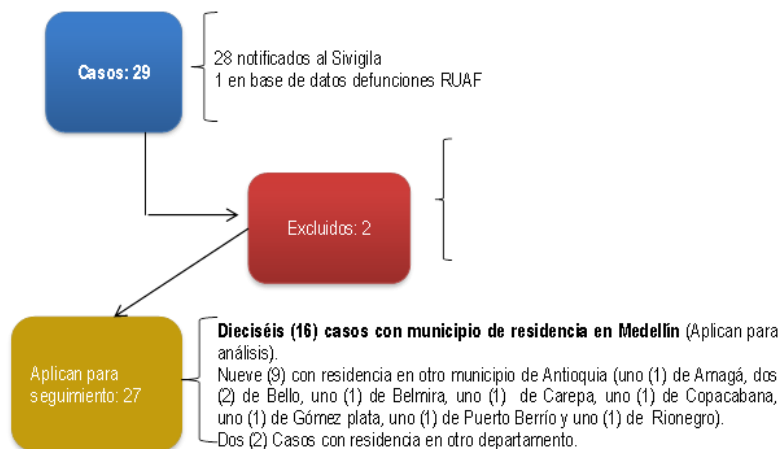 Casos: 29
28 notificados al Sivigila
1 en base de datos defunciones RUAF
Excluidos: 2
Aplican para
seguimiento: 27
Dieciséis (16) casos con municipio de residencia en Medellín (Aplican para
análisis).
Nueve (9) con residencia en otro municipio de Antioquia (uno (1) de Amagá, dos
(2) de Bello, uno (1) de Belmira, uno (1) de Carepa, uno (1) de Copacabana,
uno (1) de Gómez plata, uno (1) de Puerto Berrío y uno (1) de Rionegro).
Dos (2) Casos con residencia en otro departamento.